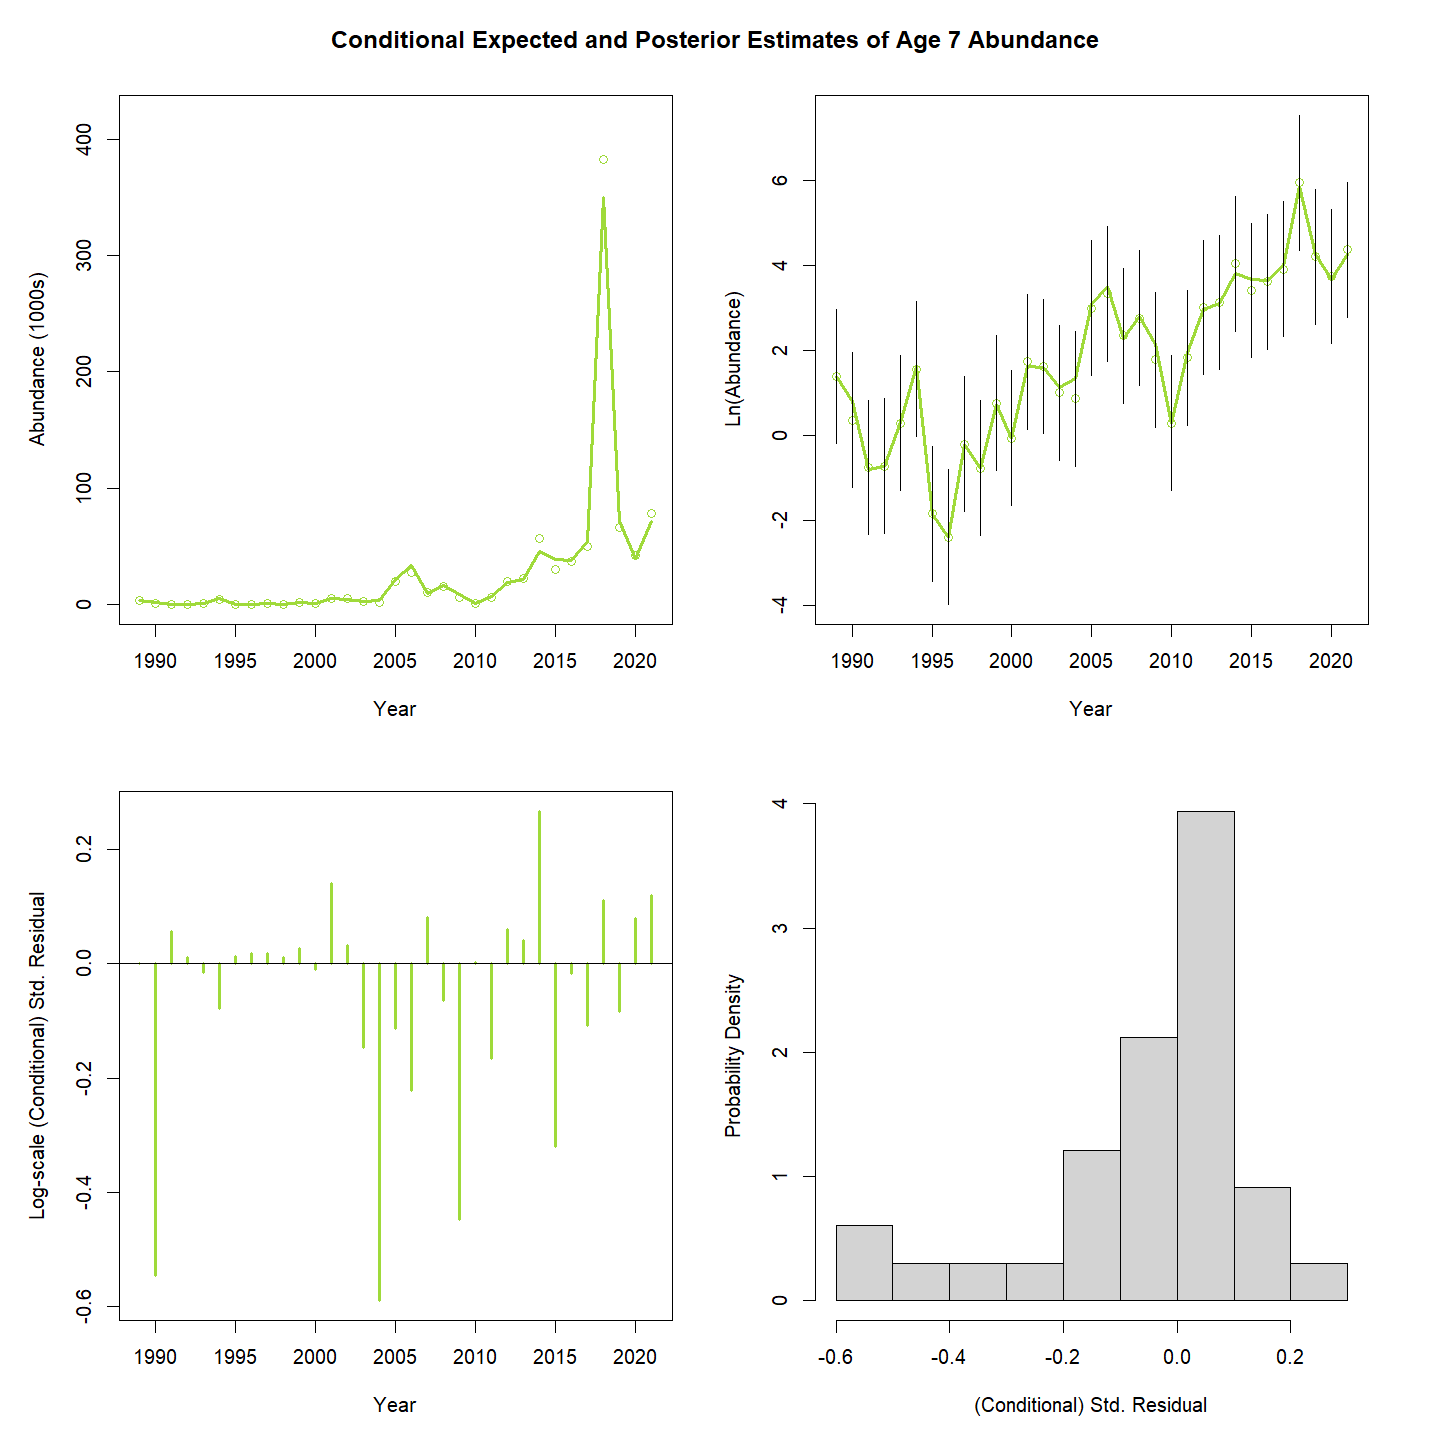 Conditional Expected and Posterior Estimates of Age 7 Abundance
Abundance (1000s)
400
300
200
100
0
1990 1995 2000 2005 2010 2015 2020
Year
Ln(Abundance)
6
4
2
0
-2
-4
1990 1995 2000 2005 2010 2015 2020
Year
Log-scale (Conditional) Std. Residual
0.2
0.0
-0.2
-0.4
-0.6
1990 1995 2000 2005 2010 2015 2020
Year
Probability Density
4
3
2
1
0
-0.6 -0.4 -0.2 0.0 0.2
(Conditional) Std. Residual